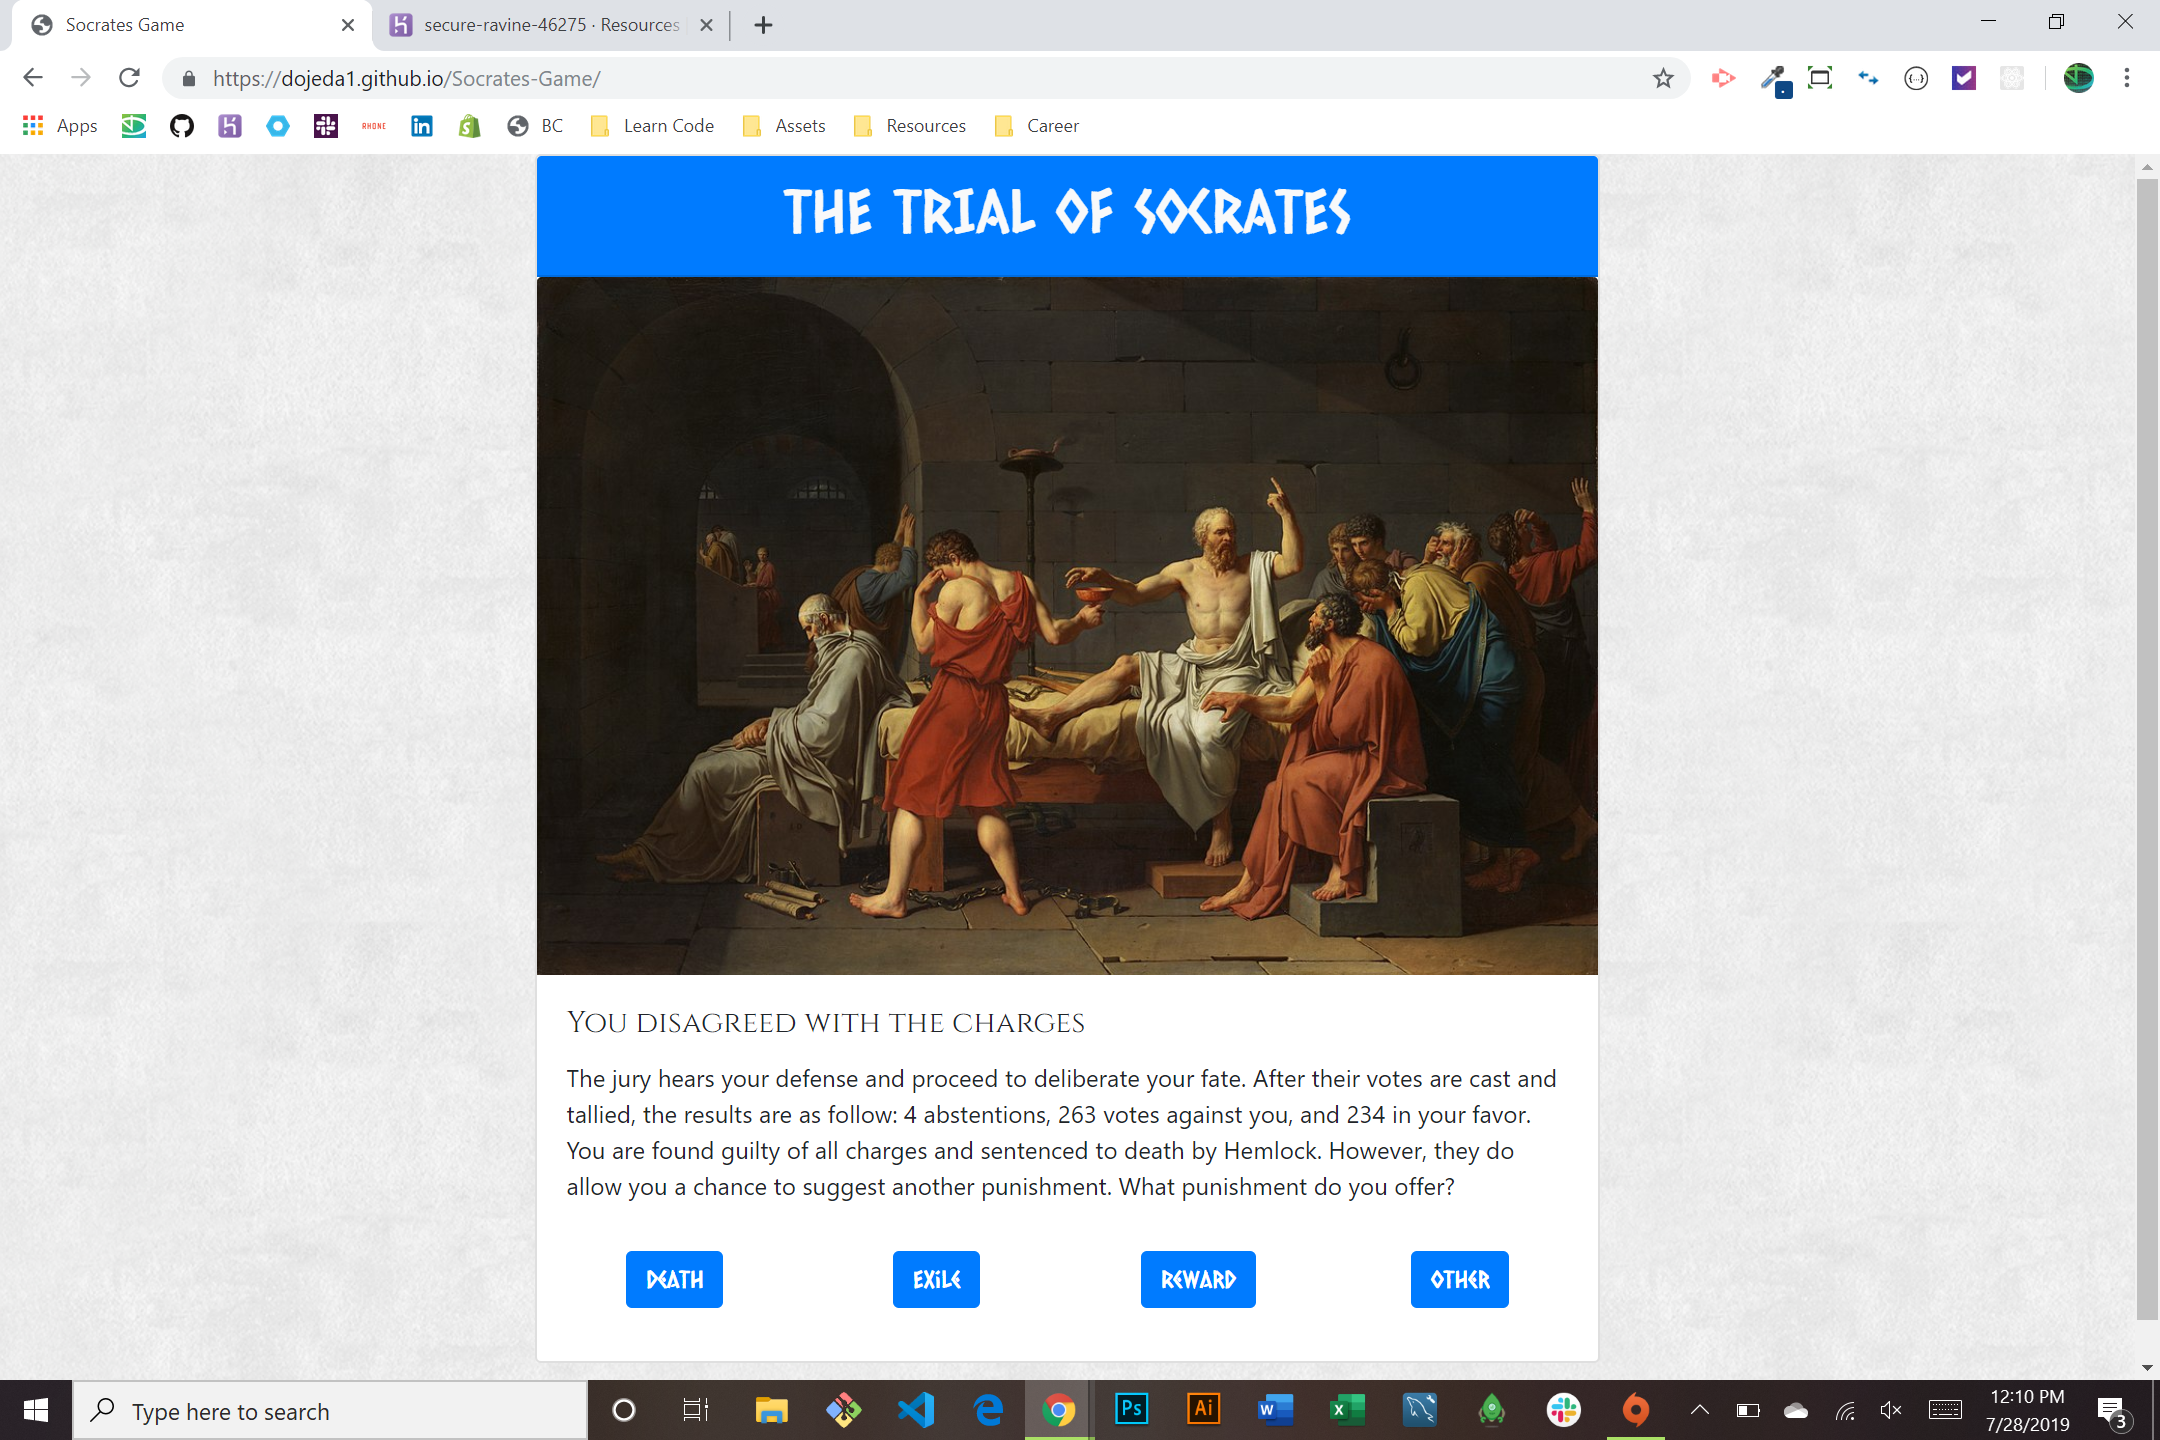 Socrates Game
secure-ravine-46275 · Resources
https://dojeda1.github.io/Socrates-Game/
Apps
RHONE
BC
Learn Code
Assets
Resources
Career
THE TRIAL OF SOCRATES
You disagreed with the charges
The jury hears your defense and proceed to deliberate your fate. After their votes are cast and
tallied, the results are as follow: 4 abstentions, 263 votes against you, and 234 in your favor.
You are found guilty of all charges and sentenced to death by Hemlock. However, they do
allow you a chance to suggest another punishment. What punishment do you offer?
DEATH
EXILE
REWARD
OTHER
Type here to search
Ps
Ai
W
X
12:10 PM
7/28/2019
3